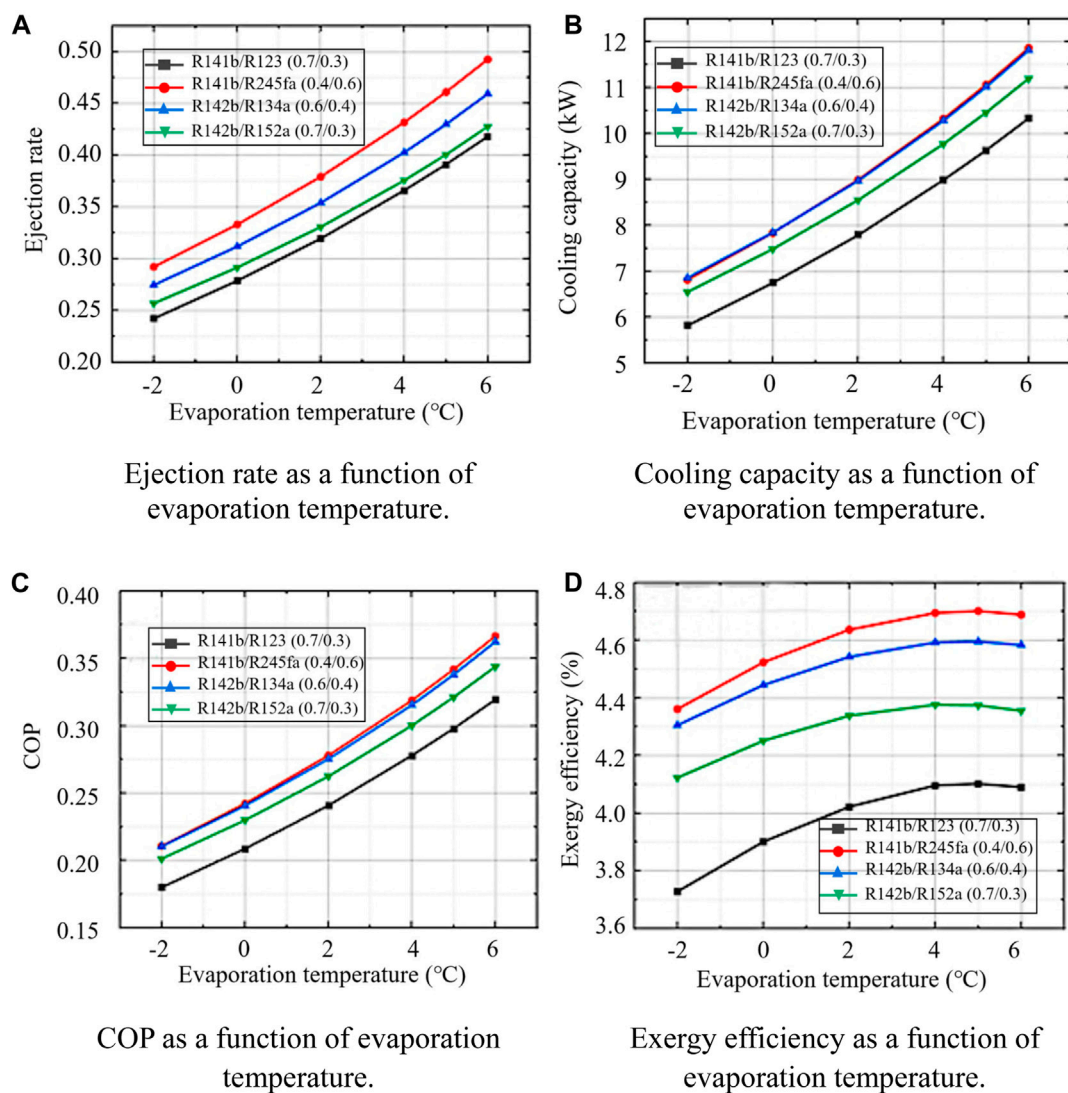 A
0.50
0.45
0.40
0.35
0.30
0.25
0.20
Ejection rate
R141b/R123 (0.7/0.3)
R141b/R245fa (0.4/0.6)
R142b/R134a (0.6/0.4)
R142b/R152a (0.7/0.3)
-2 0 2 4 6
Evaporation temperature (℃)
Ejection rate as a function of
evaporation temperature.
B
12
11
10
9
8
7
6
5
Cooling capacity (kW)
R141b/R123 (0.7/0.3)
R141b/R245fa (0.4/0.6)
R142b/R134a (0.6/0.4)
R142b/R152a (0.7/0.3)
-2 0 2 4 6
Evaporation temperature (℃)
Cooling capacity as a function of
evaporation temperature.
C
0.40
0.35
0.30
0.25
0.20
0.15
COP
R141b/R123 (0.7/0.3)
R141b/R245fa (0.4/0.6)
R142b/R134a (0.6/0.4)
R142b/R152a (0.7/0.3)
-2 0 2 4 6
Evaporation temperature (℃)
COP as a function of evaporation
temperature.
D
4.8
4.6
4.4
4.2
4.0
3.8
3.6
Exergy efficiency (%)
R141b/R123 (0.7/0.3)
R141b/R245fa (0.4/0.6)
R142b/R134a (0.6/0.4)
R142b/R152a (0.7/0.3)
-2 0 2 4 6
Evaporation temperature (℃)
Exergy efficiency as a function of
evaporation temperature.